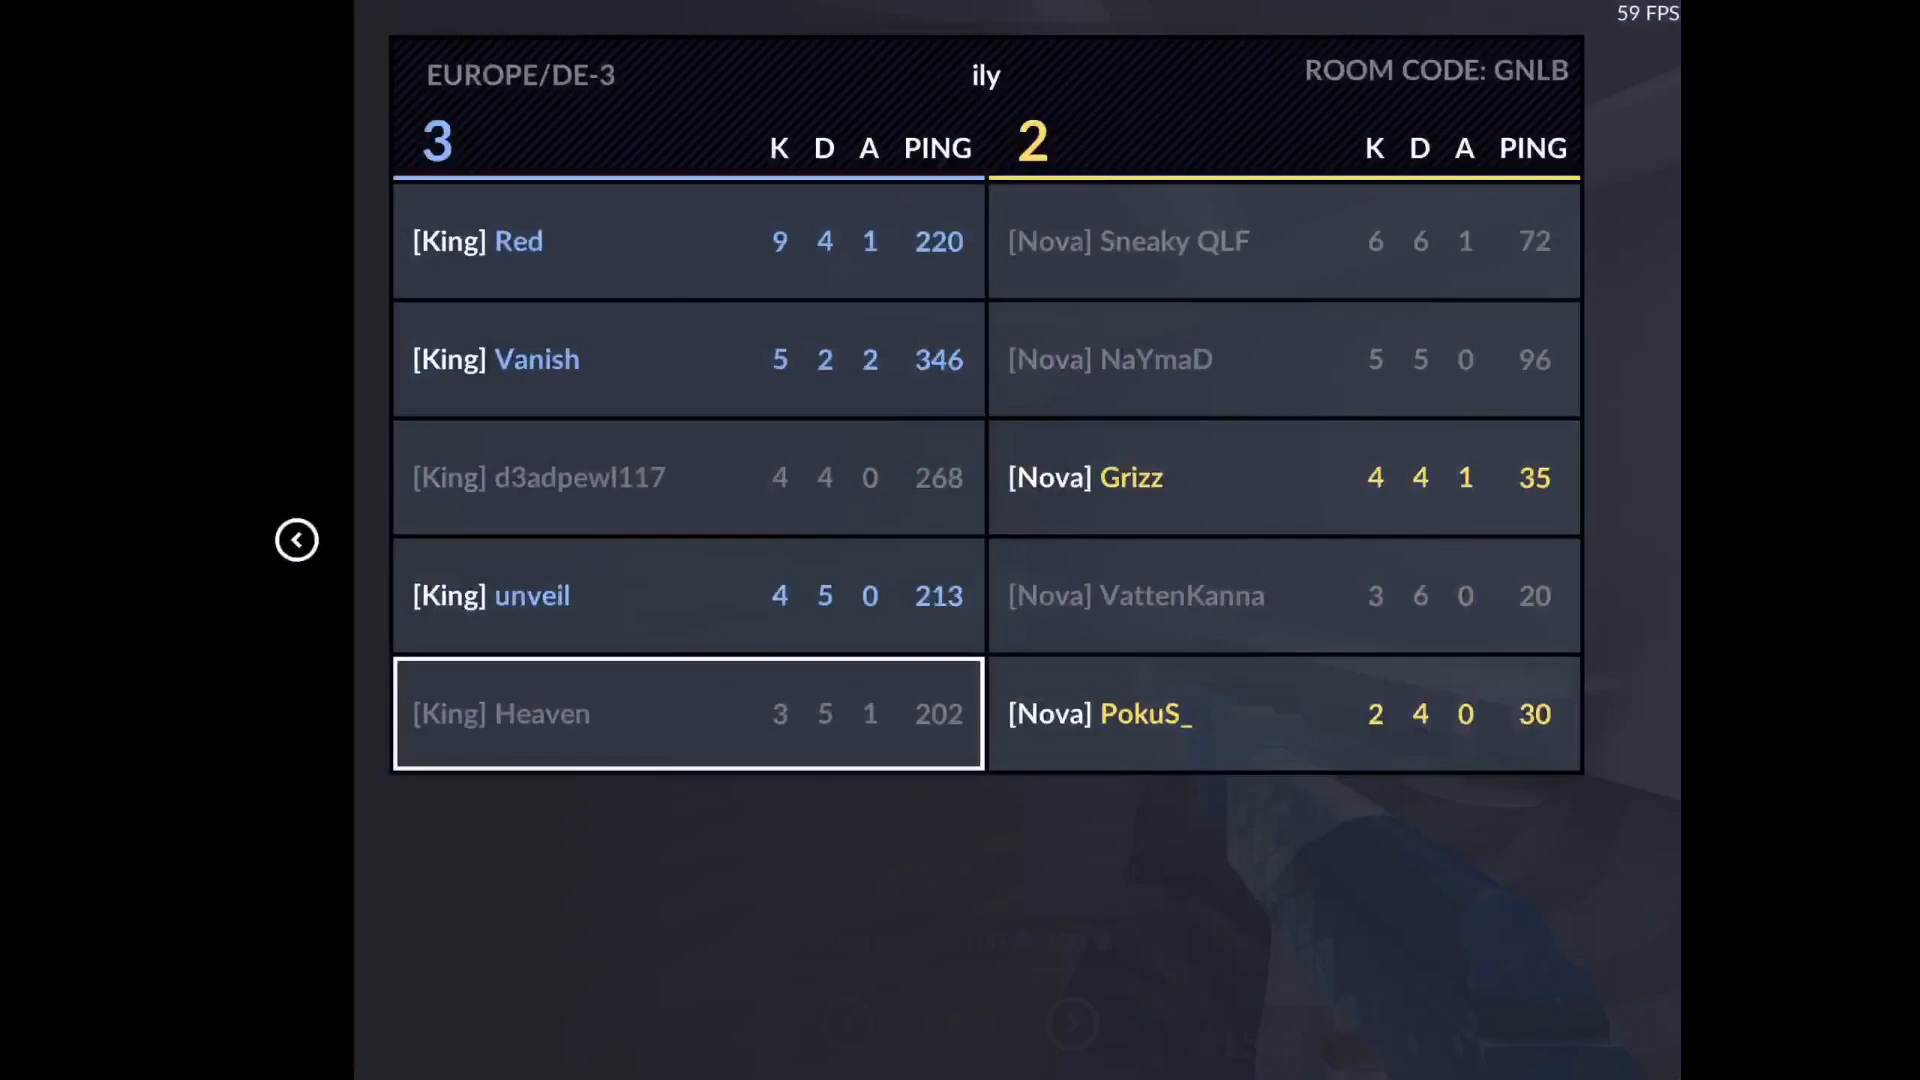 59 FPS
EUROPE/DE-3 ily ROOM CODE: GNLB
3 K D A PING 2 K D A PING
[King] Red 9 4 1 220 [Nova] Sneaky QLF 6 6 1 72
[King] Vanish 5 2 2 346 [Nova] NaYmaD 5 5 0 96
[King] d3adpewl117 4 4 0 268 [Nova] Grizz 4 4 1 35
[King] unveil 4 5 0 213 [Nova] VattenKanna 3 6 0 20
[King] Heaven 3 5 1 202 [Nova] PokuS_ 2 4 0 30